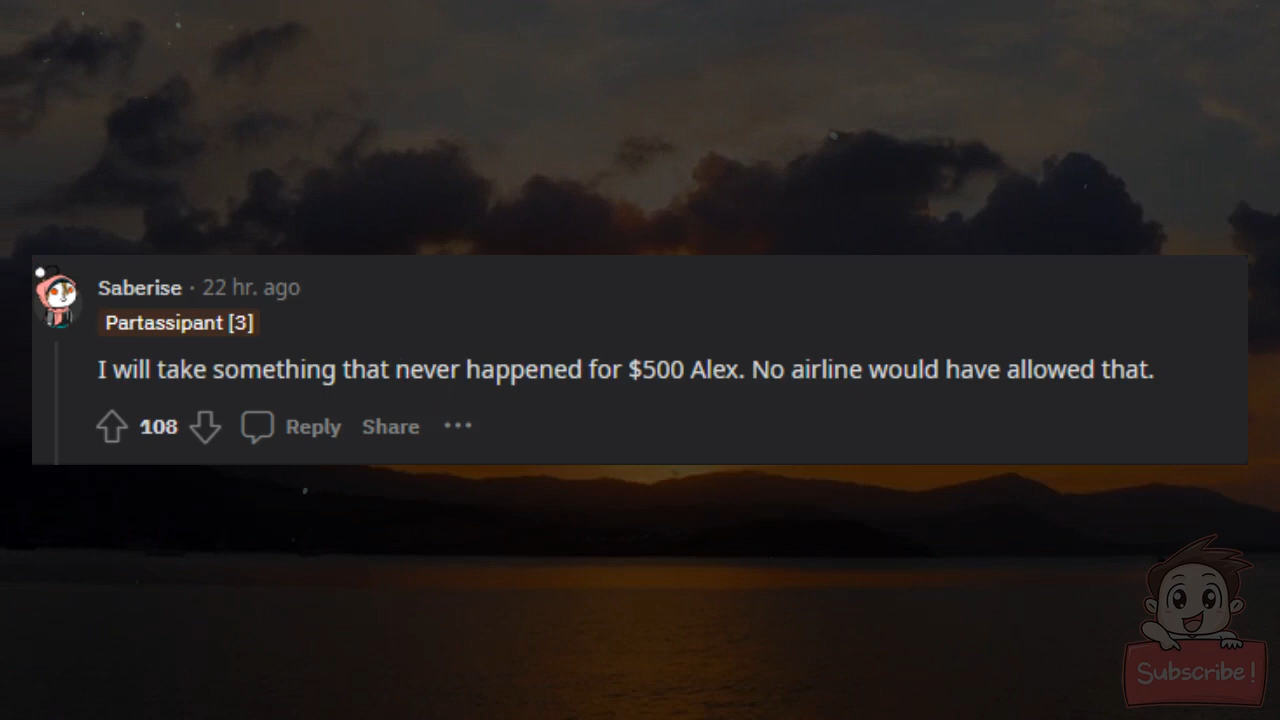 Saberise · 22 hr. ago
Partassipant [3]
I will take something that never happened for $500 Alex. No airline would have allowed that.
108 Reply Share ···
Subscribe!